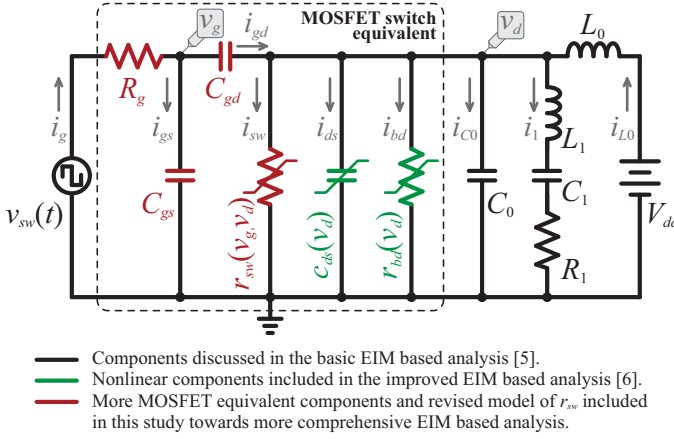 MOSFET switch
equivalent
v_g
i_gd
v_d
L_0
R_g
C_gd
i_g
i_gs
i_sw
i_ds
i_bd
i_C0
i_1
i_L0
L_1
v_sw(t)
C_gs
r_sw(v_g,v_d)
c_ds(v_d)
r_bd(v_d)
C_0
C_1
R_1
V_dc
Components discussed in the basic EIM based analysis [5].
Nonlinear components included in the improved EIM based analysis [6].
More MOSFET equivalent components and revised model of r_sw included
in this study towards more comprehensive EIM based analysis.